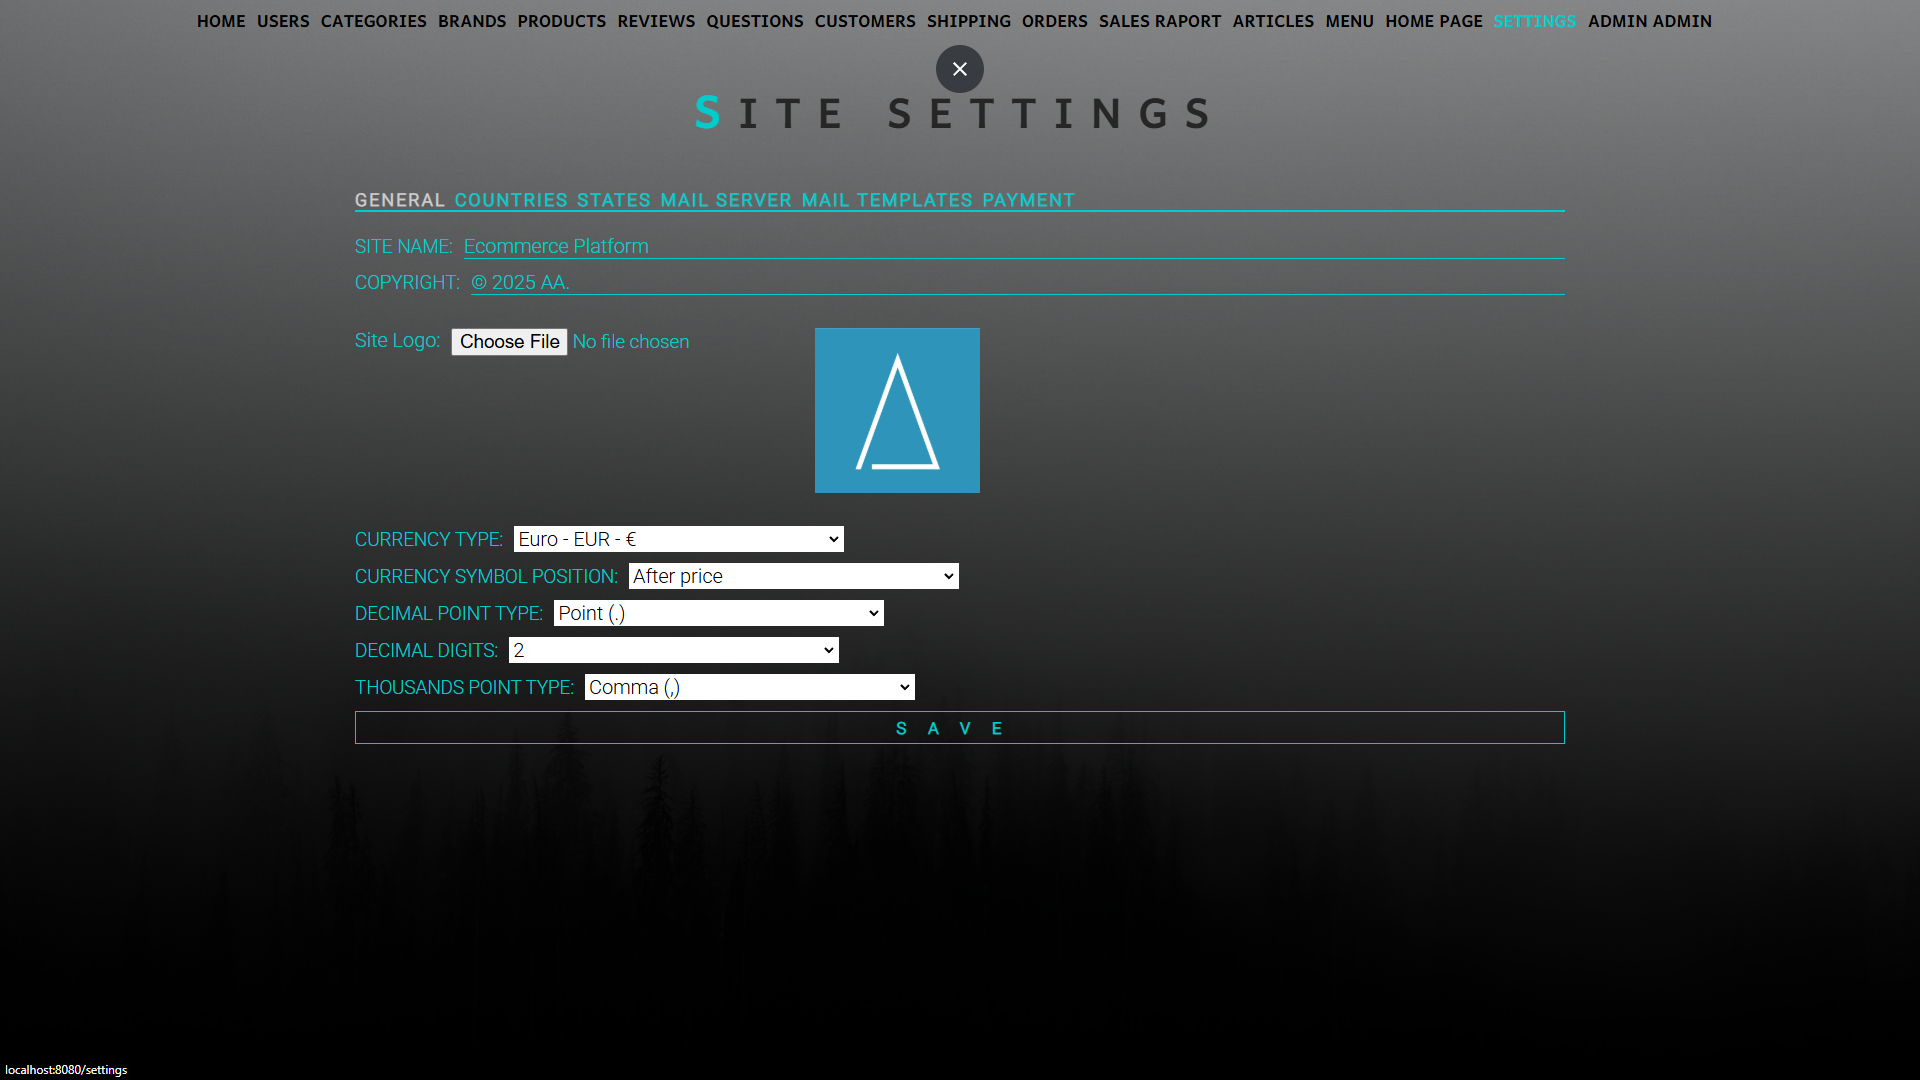 HOME USERS CATEGORIES BRANDS PRODUCTS REVIEWS QUESTIONS CUSTOMERS SHIPPING ORDERS SALES RAPORT ARTICLES MENU HOME PAGE SETTINGS ADMIN ADMIN
SITE SETTINGS
GENERAL COUNTRIES STATES MAIL SERVER MAIL TEMPLATES PAYMENT
SITE NAME: Ecommerce Platform
COPYRIGHT: © 2025 AA.
Site Logo: Choose File No file chosen
CURRENCY TYPE: Euro - EUR - €
CURRENCY SYMBOL POSITION: After price
DECIMAL POINT TYPE: Point (.)
DECIMAL DIGITS: 2
THOUSANDS POINT TYPE: Comma (,)
SAVE
localhost:8080/settings